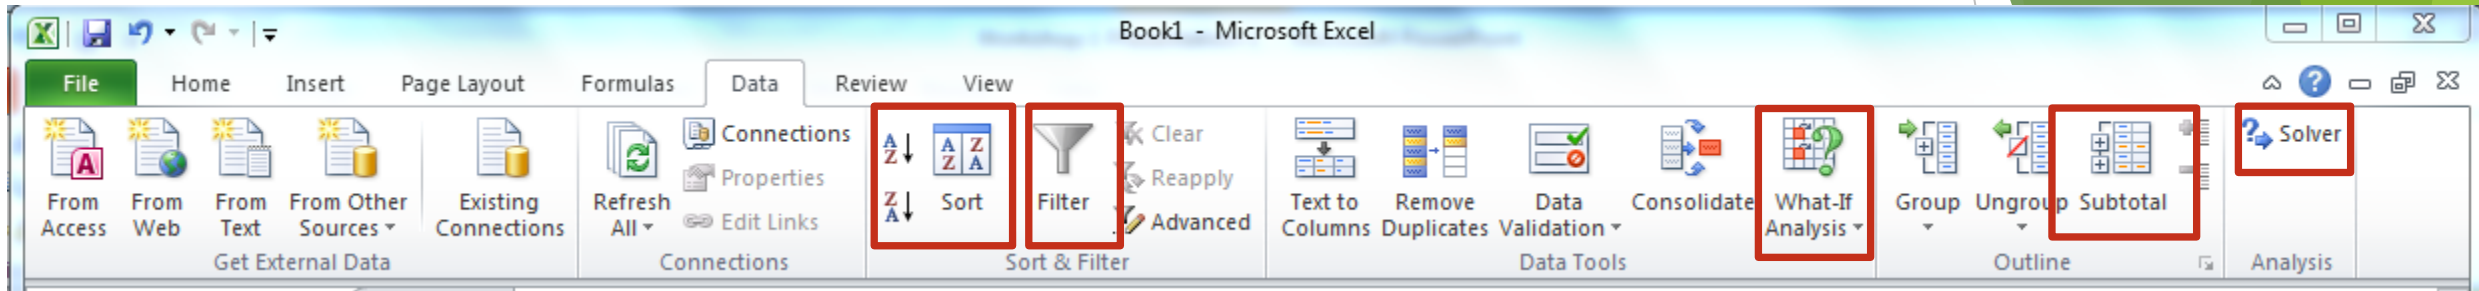 Book1 - Microsoft Excel
File Home Insert Page Layout Formulas Data Review View
Connections Clear Solver
Properties Reapply
From Access From Web From Text From Other Sources Existing Connections Refresh All Edit Links Sort Filter Advanced Text to Columns Remove Duplicates Data Validation Consolidate What-If Analysis Group Ungroup Subtotal
Get External Data Connections Sort & Filter Data Tools Outline Analysis